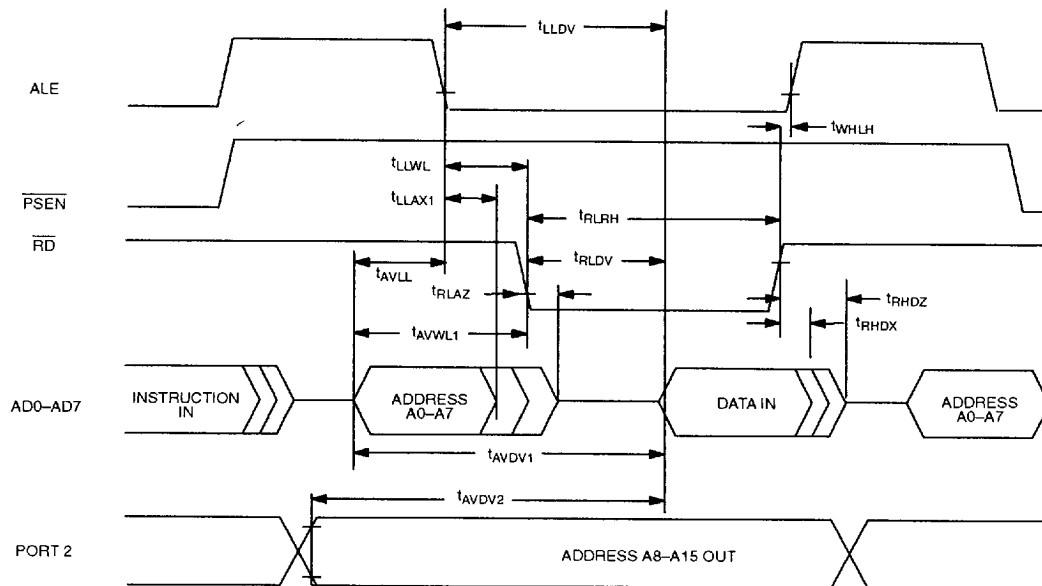 tLLDV
ALE
tWHLH
tLLWL
tLLAX1
PSEN
tRLRH
RD
tAVLL
tRLDV
tRLAZ
tRHDZ
tRHDX
tAVWL1
AD0–AD7
INSTRUCTION
IN
ADDRESS
A0–A7
DATA IN
ADDRESS
A0–A7
tAVDV1
tAVDV2
PORT 2
ADDRESS A8–A15 OUT